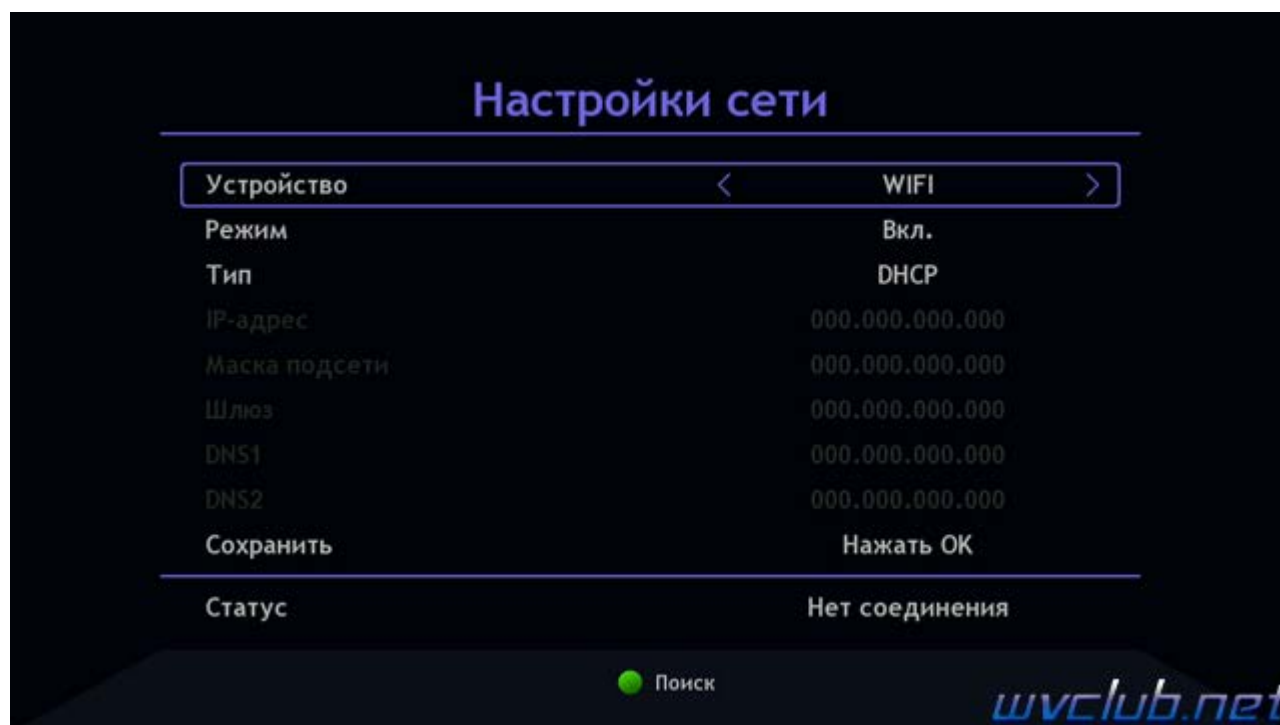 Настройки сети
Устройство < WIFI >
Режим Вкл.
Тип DHCP
IP-адрес 000.000.000.000
Маска подсети 000.000.000.000
Шлюз 000.000.000.000
DNS1 000.000.000.000
DNS2 000.000.000.000
Сохранить Нажать OK
Статус Нет соединения
Поиск
wvclub.net